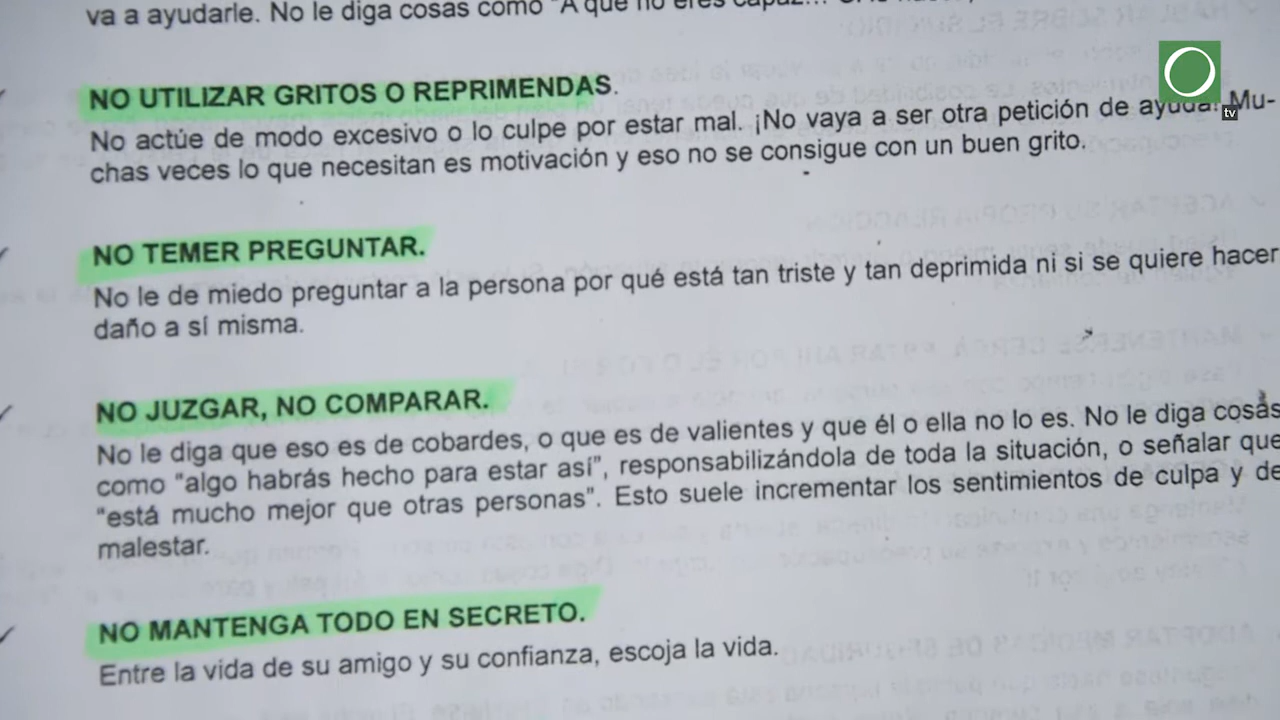 va a ayudarle. No le diga cosas como "A que no eres capaz...
NO UTILIZAR GRITOS O REPRIMENDAS.
No actúe de modo excesivo o lo culpe por estar mal. ¡No vaya a ser otra petición de ayuda! Mu-
chas veces lo que necesitan es motivación y eso no se consigue con un buen grito.
NO TEMER PREGUNTAR.
No le de miedo preguntar a la persona por qué está tan triste y tan deprimida ni si se quiere hacer
daño a sí misma.
NO JUZGAR, NO COMPARAR.
No le diga que eso es de cobardes, o que es de valientes y que él o ella no lo es. No le diga cosas
como "algo habrás hecho para estar así", responsabilizándola de toda la situación, o señalar que
"está mucho mejor que otras personas". Esto suele incrementar los sentimientos de culpa y de
malestar.
NO MANTENGA TODO EN SECRETO.
Entre la vida de su amigo y su confianza, escoja la vida.
tv